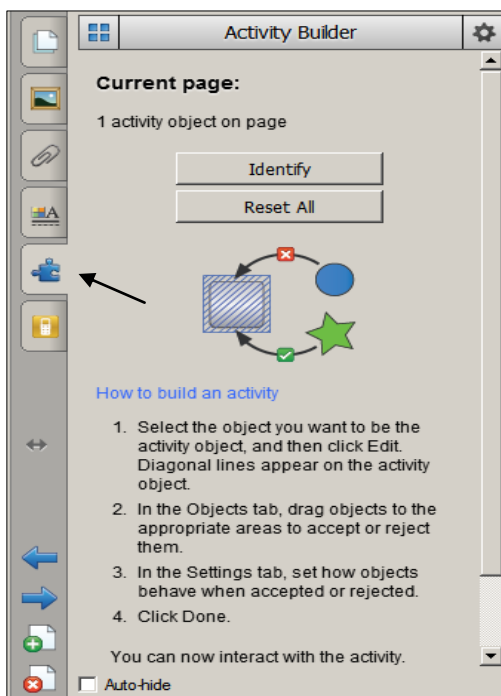 Activity Builder
Current page:
1 activity object on page
Identify
Reset All
How to build an activity
1. Select the object you want to be the
activity object, and then click Edit.
Diagonal lines appear on the activity
object.
2. In the Objects tab, drag objects to the
appropriate areas to accept or reject
them.
3. In the Settings tab, set how objects
behave when accepted or rejected.
4. Click Done.
You can now interact with the activity.
Auto-hide